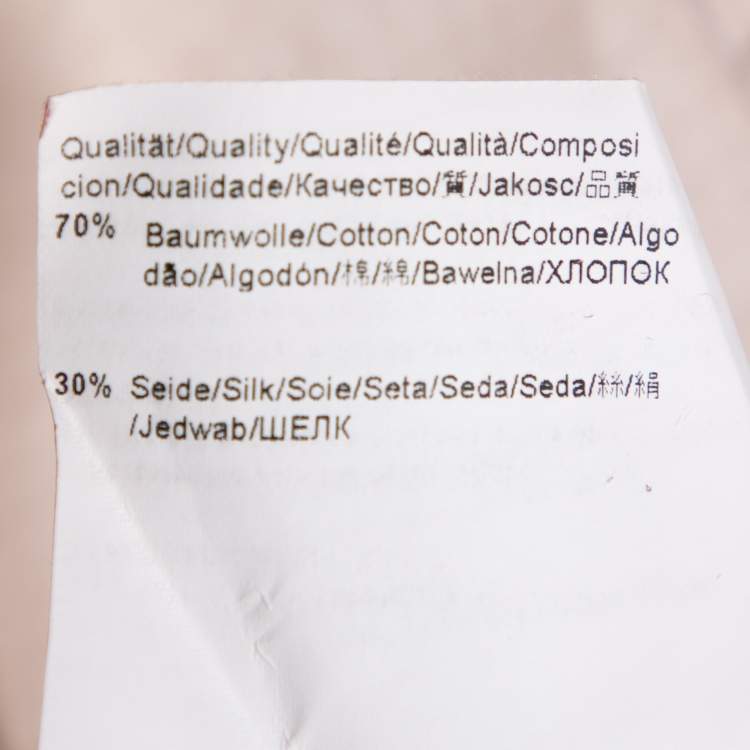 Qualität/Quality/Qualité/Qualità/Composi
cion/Qualidade/Качество/質/Jakosc/品質
70% Baumwolle/Cotton/Coton/Cotone/Algo
dão/Algodón/棉/綿/Bawelna/ХЛОПОК
30% Seide/Silk/Soie/Seta/Seda/Seda/絲/絹
/Jedwab/ШЕЛК